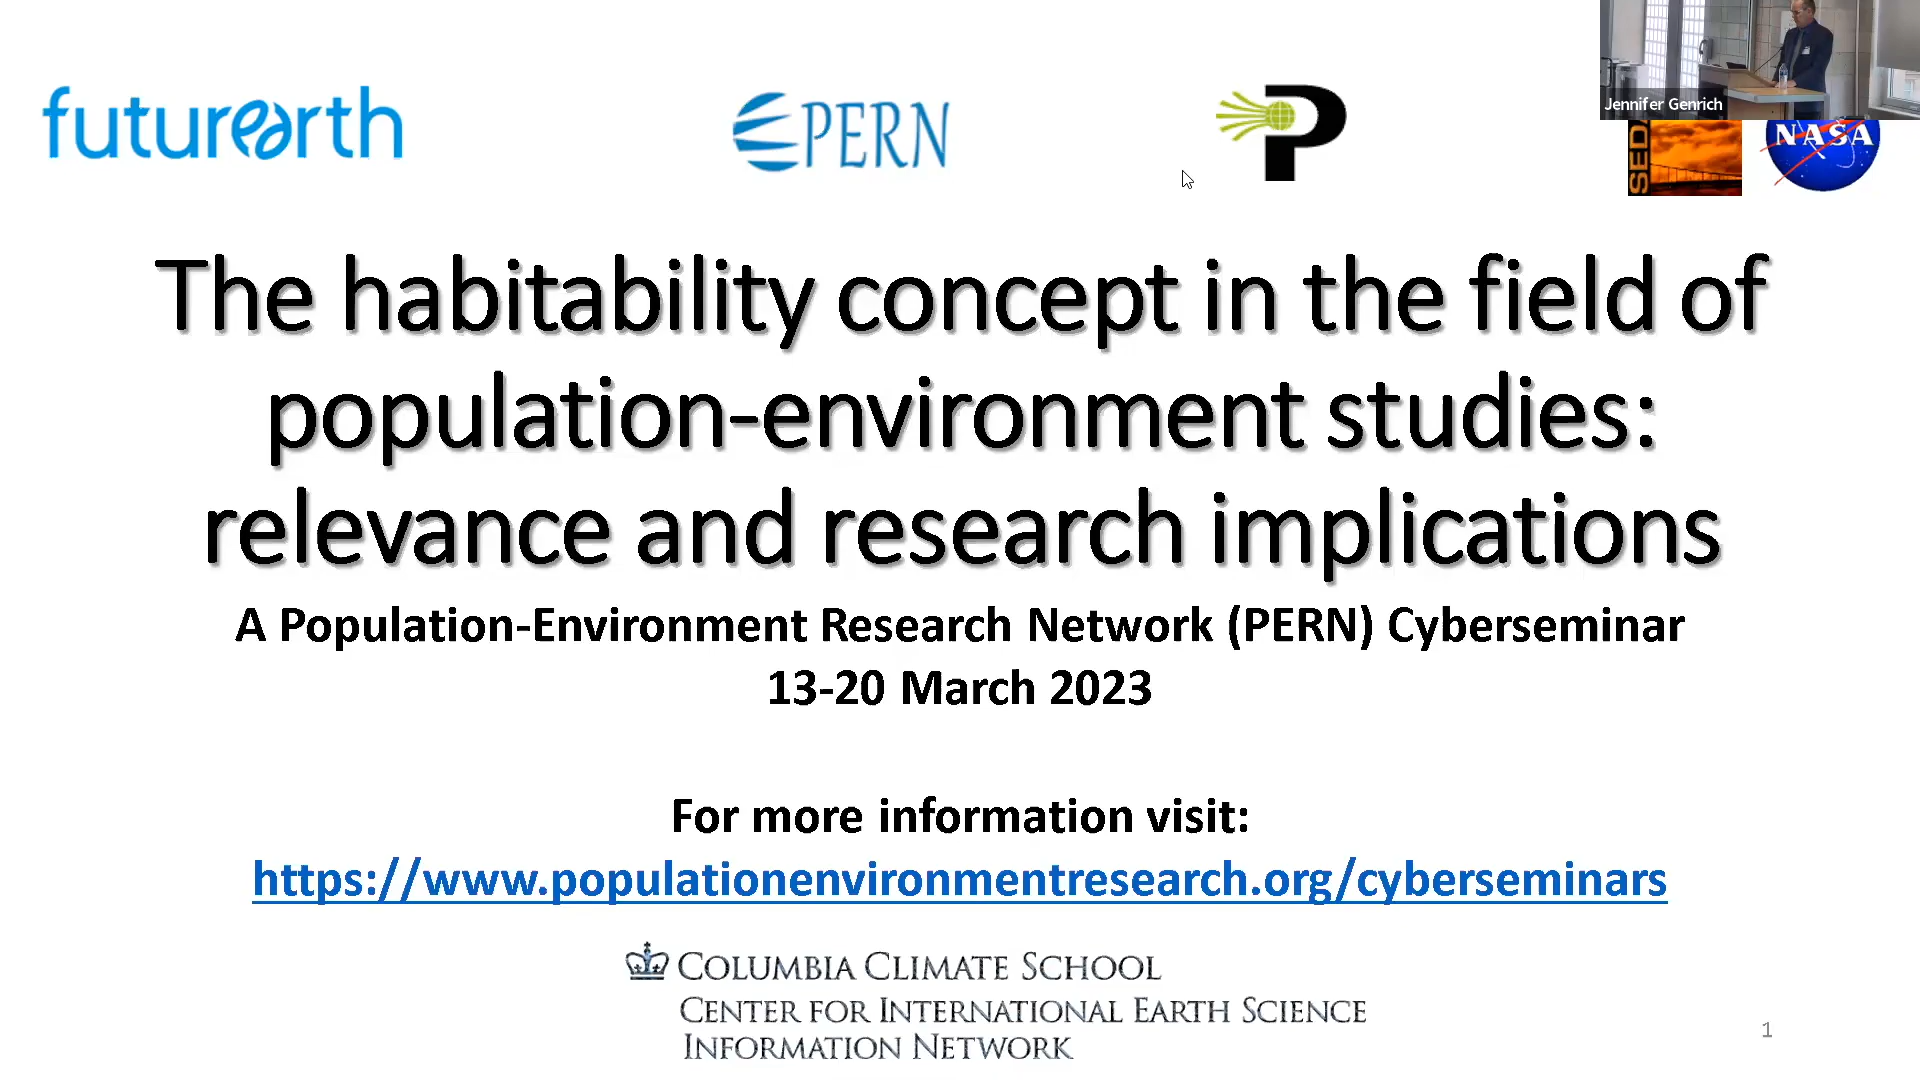 futurearth
PERN
P
Jennifer Genrich
SED
NASA
The habitability concept in the field of
population-environment studies:
relevance and research implications
A Population-Environment Research Network (PERN) Cyberseminar
13-20 March 2023
For more information visit:
https://www.populationenvironmentresearch.org/cyberseminars
COLUMBIA CLIMATE SCHOOL
CENTER FOR INTERNATIONAL EARTH SCIENCE
INFORMATION NETWORK
1